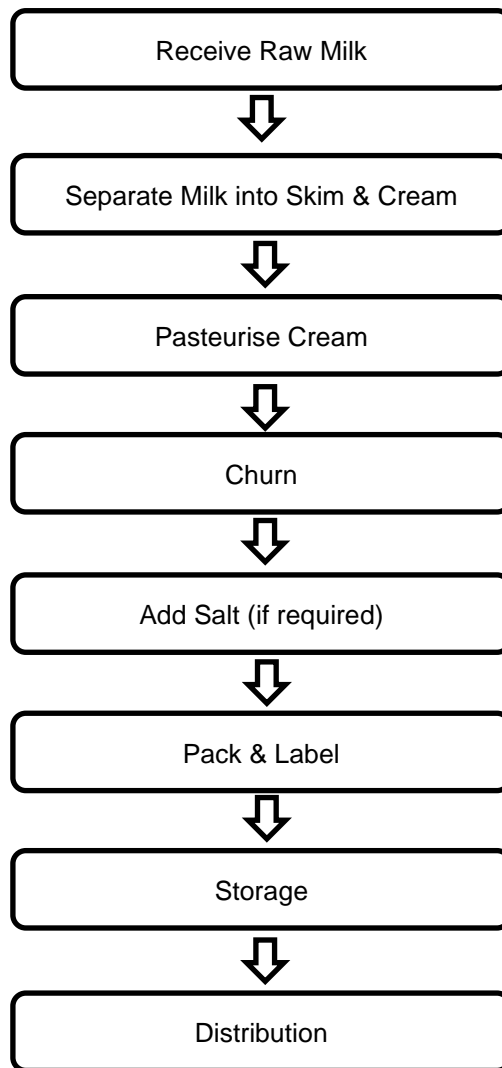 Receive Raw Milk
Separate Milk into Skim & Cream
Pasteurise Cream
Churn
Add Salt (if required)
Pack & Label
Storage
Distribution